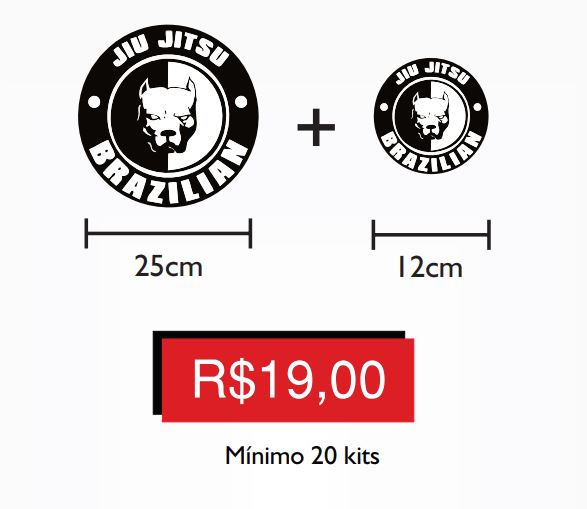 JIU JITSU
BRAZILIAN
+
JIU JITSU
BRAZILIAN
25cm
12cm
R$19,00
Mínimo 20 kits